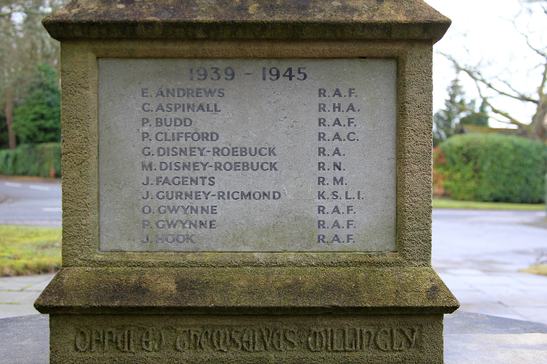 1939 - 1945
E. ANDREWS R.A.F.
C. ASPINALL R.H.A.
P. BUDD R.A.F.
P. CLIFFORD R.A.C.
G. DISNEY-ROEBUCK R.A.
M. DISNEY-ROEBUCK R.N.
J. FAGENTS R.M.
J. GURNEY-RICHMOND K.S.L.I.
O. GWYNNE R.A.F.
P. GWYNNE R.A.F.
J. HOOK R.A.F.
OFFERED THEMSELVES WILLINGLY